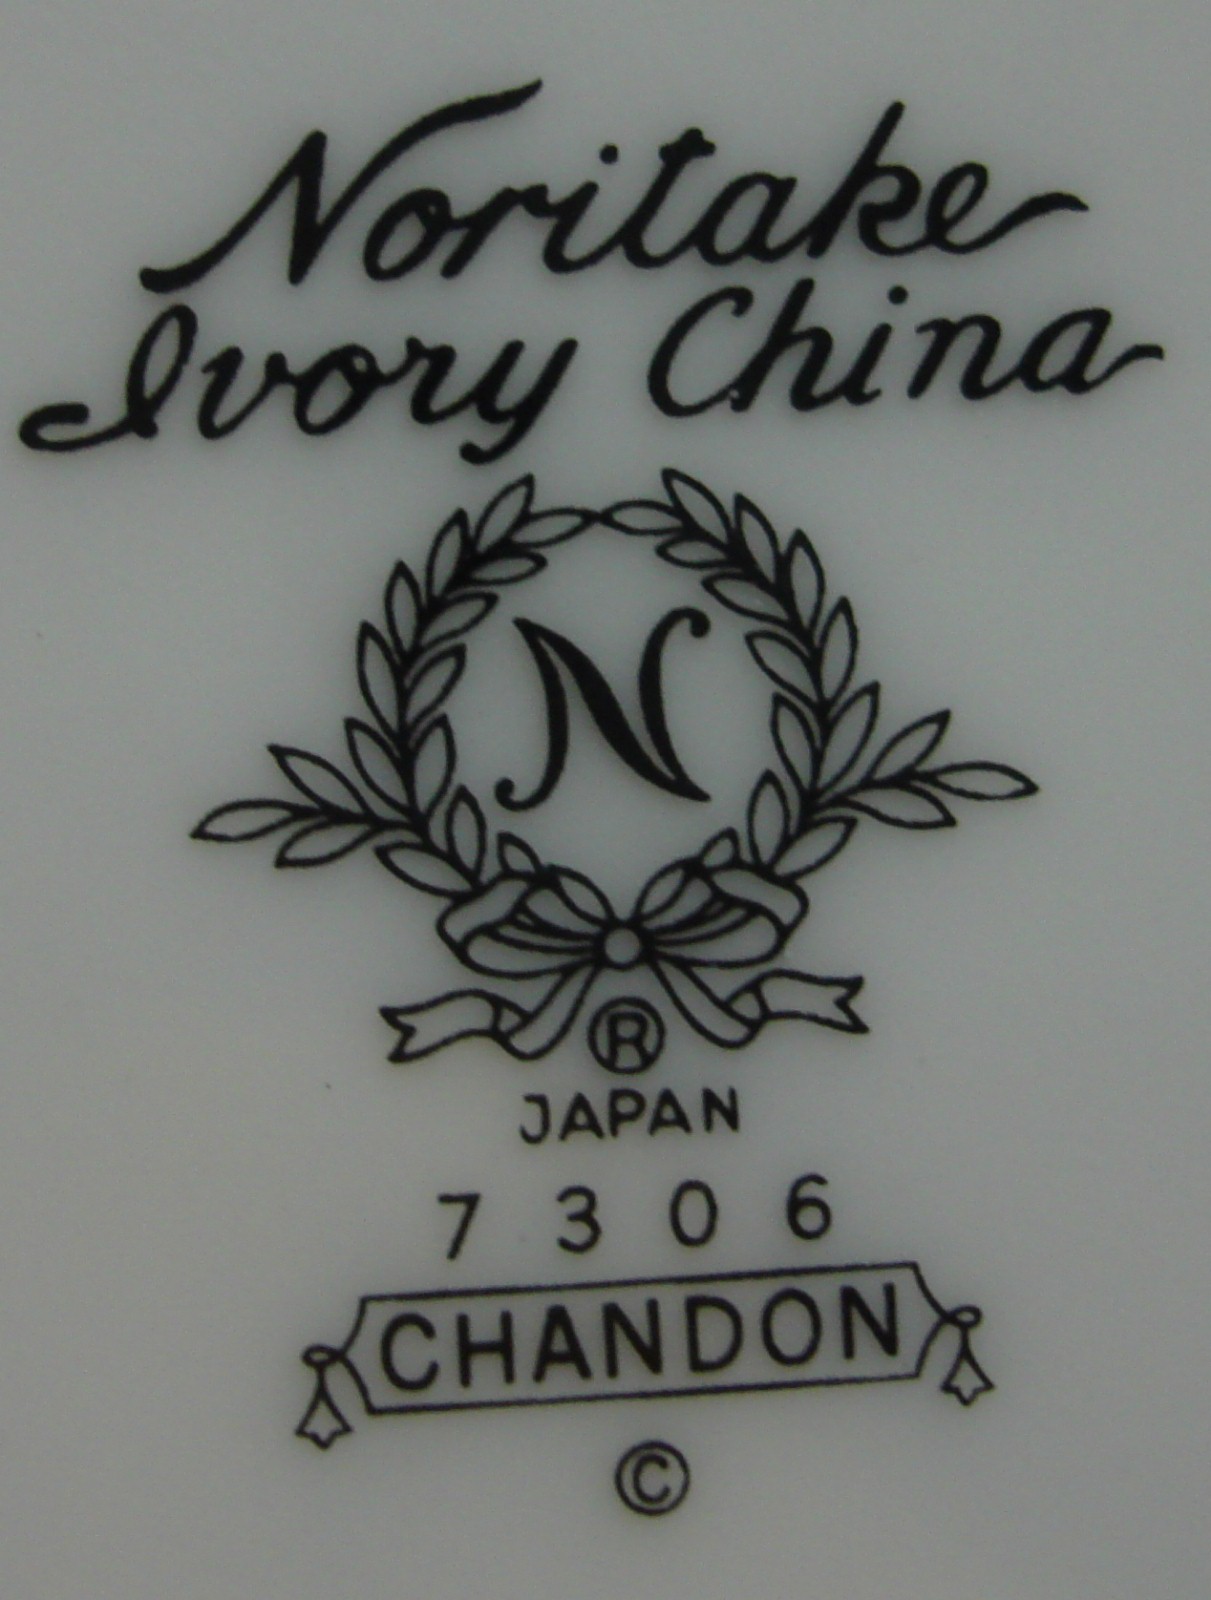 Noritake
Ivory China
N
®
JAPAN
7306
CHANDON
©